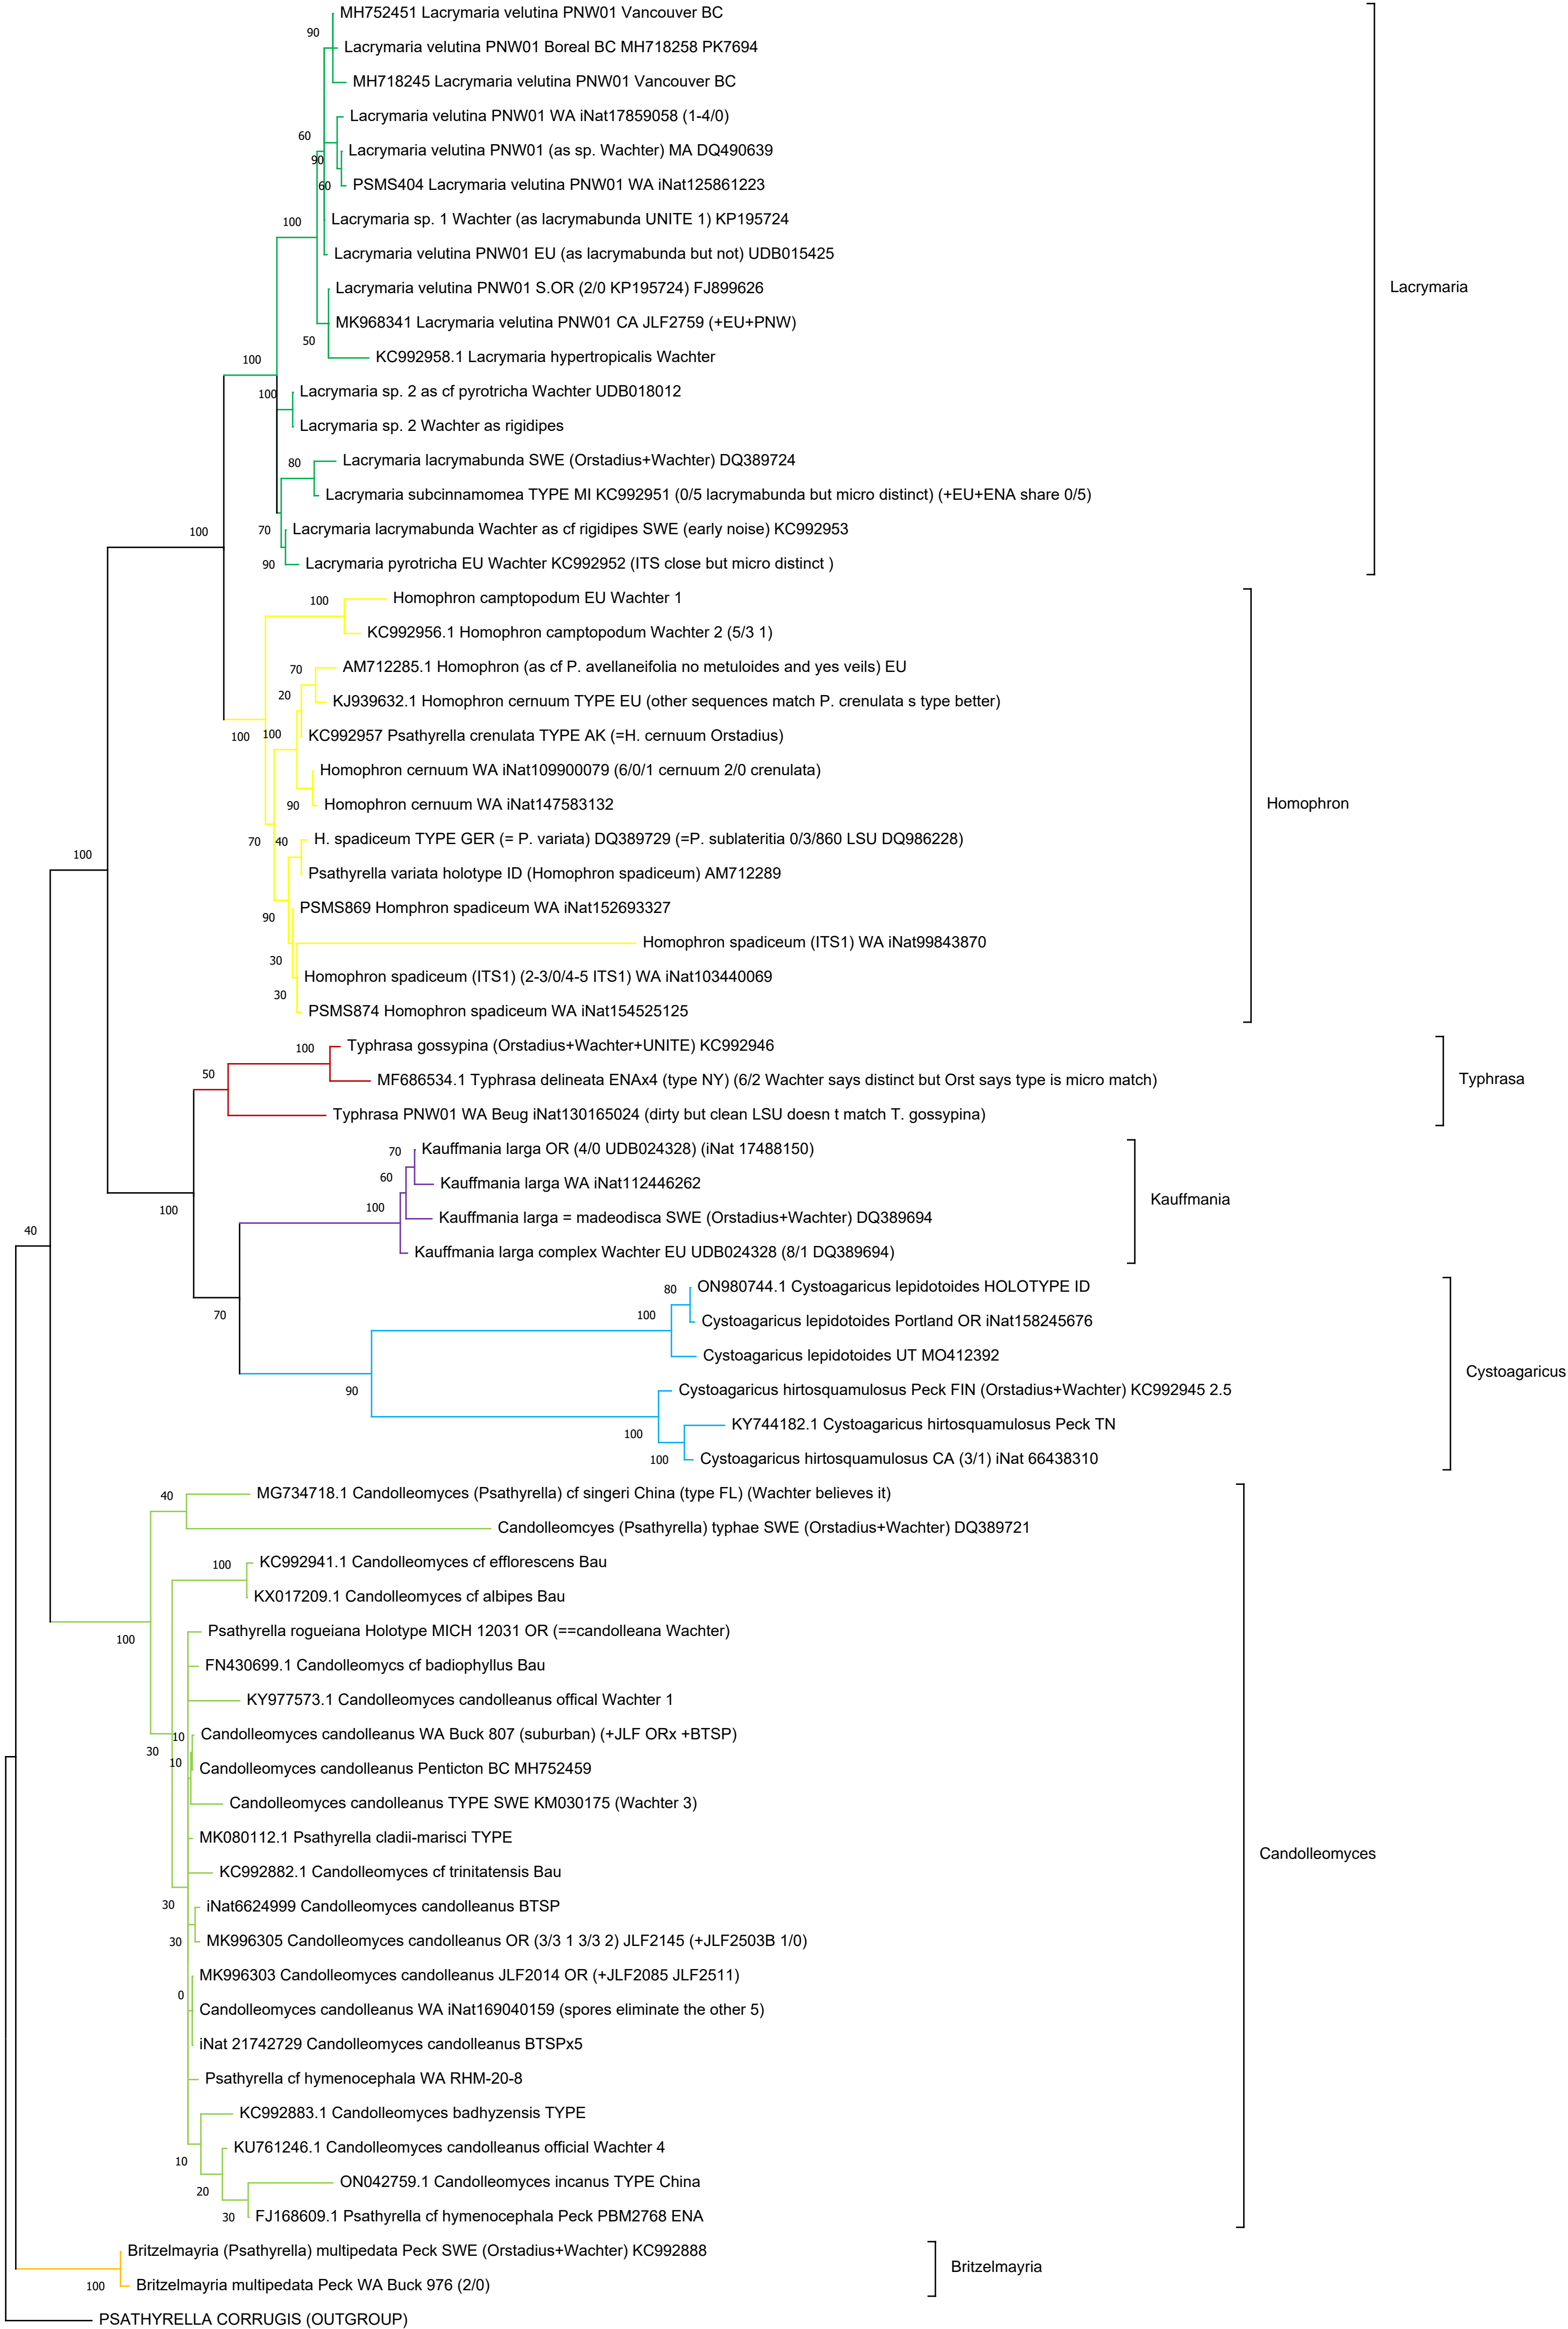 MH752451 Lacrymaria velutina PNW01 Vancouver BC
90
Lacrymaria velutina PNW01 Boreal BC MH718258 PK7694
MH718245 Lacrymaria velutina PNW01 Vancouver BC
Lacrymaria velutina PNW01 WA iNat17859058 (1-4/0)
60
Lacrymaria velutina PNW01 (as sp. Wachter) MA DQ490639
90
PSMS404 Lacrymaria velutina PNW01 WA iNat125861223
60
Lacrymaria sp. 1 Wachter (as lacrymabunda UNITE 1) KP195724
100
Lacrymaria velutina PNW01 EU (as lacrymabunda but not) UDB015425
Lacrymaria velutina PNW01 S.OR (2/0 KP195724) FJ899626
Lacrymaria
MK968341 Lacrymaria velutina PNW01 CA JLF2759 (+EU+PNW)
50
KC992958.1 Lacrymaria hypertropicalis Wachter
100
Lacrymaria sp. 2 as cf pyrotricha Wachter UDB018012
100
Lacrymaria sp. 2 Wachter as rigidipes
Lacrymaria lacrymabunda SWE (Orstadius+Wachter) DQ389724
80
Lacrymaria subcinnamomea TYPE MI KC992951 (0/5 lacrymabunda but micro distinct) (+EU+ENA share 0/5)
Lacrymaria lacrymabunda Wachter as cf rigidipes SWE (early noise) KC992953
70
100
Lacrymaria pyrotricha EU Wachter KC992952 (ITS close but micro distinct )
90
Homophron camptopodum EU Wachter 1
100
KC992956.1 Homophron camptopodum Wachter 2 (5/3 1)
AM712285.1 Homophron (as cf P. avellaneifolia no metuloides and yes veils) EU
70
KJ939632.1 Homophron cernuum TYPE EU (other sequences match P. crenulata s type better)
20
KC992957 Psathyrella crenulata TYPE AK (=H. cernuum Orstadius)
100
100
Homophron cernuum WA iNat109900079 (6/0/1 cernuum 2/0 crenulata)
Homophron cernuum WA iNat147583132
90
Homophron
H. spadiceum TYPE GER (= P. variata) DQ389729 (=P. sublateritia 0/3/860 LSU DQ986228)
70
40
100
Psathyrella variata holotype ID (Homophron spadiceum) AM712289
PSMS869 Homphron spadiceum WA iNat152693327
90
Homophron spadiceum (ITS1) WA iNat99843870
30
Homophron spadiceum (ITS1) (2-3/0/4-5 ITS1) WA iNat103440069
30
PSMS874 Homophron spadiceum WA iNat154525125
Typhrasa gossypina (Orstadius+Wachter+UNITE) KC992946
100
50
MF686534.1 Typhrasa delineata ENAx4 (type NY) (6/2 Wachter says distinct but Orst says type is micro match)
Typhrasa
Typhrasa PNW01 WA Beug iNat130165024 (dirty but clean LSU doesn t match T. gossypina)
Kauffmania larga OR (4/0 UDB024328) (iNat 17488150)
70
60
Kauffmania larga WA iNat112446262
Kauffmania
100
100
Kauffmania larga = madeodisca SWE (Orstadius+Wachter) DQ389694
40
Kauffmania larga complex Wachter EU UDB024328 (8/1 DQ389694)
ON980744.1 Cystoagaricus lepidotoides HOLOTYPE ID
80
100
70
Cystoagaricus lepidotoides Portland OR iNat158245676
Cystoagaricus lepidotoides UT MO412392
Cystoagaricus
90
Cystoagaricus hirtosquamulosus Peck FIN (Orstadius+Wachter) KC992945 2.5
KY744182.1 Cystoagaricus hirtosquamulosus Peck TN
100
Cystoagaricus hirtosquamulosus CA (3/1) iNat 66438310
100
MG734718.1 Candolleomyces (Psathyrella) cf singeri China (type FL) (Wachter believes it)
40
Candolleomcyes (Psathyrella) typhae SWE (Orstadius+Wachter) DQ389721
KC992941.1 Candolleomyces cf efflorescens Bau
100
KX017209.1 Candolleomyces cf albipes Bau
Psathyrella rogueiana Holotype MICH 12031 OR (==candolleana Wachter)
100
FN430699.1 Candolleomycs cf badiophyllus Bau
KY977573.1 Candolleomyces candolleanus offical Wachter 1
Candolleomyces candolleanus WA Buck 807 (suburban) (+JLF ORx +BTSP)
10
30
10
Candolleomyces candolleanus Penticton BC MH752459
Candolleomyces candolleanus TYPE SWE KM030175 (Wachter 3)
MK080112.1 Psathyrella cladii-marisci TYPE
Candolleomyces
KC992882.1 Candolleomyces cf trinitatensis Bau
30
iNat6624999 Candolleomyces candolleanus BTSP
30
MK996305 Candolleomyces candolleanus OR (3/3 1 3/3 2) JLF2145 (+JLF2503B 1/0)
MK996303 Candolleomyces candolleanus JLF2014 OR (+JLF2085 JLF2511)
0
Candolleomyces candolleanus WA iNat169040159 (spores eliminate the other 5)
iNat 21742729 Candolleomyces candolleanus BTSPx5
Psathyrella cf hymenocephala WA RHM-20-8
KC992883.1 Candolleomyces badhyzensis TYPE
KU761246.1 Candolleomyces candolleanus official Wachter 4
10
ON042759.1 Candolleomyces incanus TYPE China
20
FJ168609.1 Psathyrella cf hymenocephala Peck PBM2768 ENA
30
Britzelmayria (Psathyrella) multipedata Peck SWE (Orstadius+Wachter) KC992888
Britzelmayria
Britzelmayria multipedata Peck WA Buck 976 (2/0)
100
PSATHYRELLA CORRUGIS (OUTGROUP)